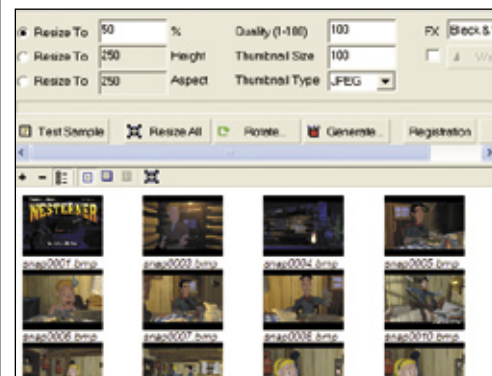 Resize To 50 % Quality (1-100) 100 FX Black &
Resize To 250 Height Thumbnail Size 100
Resize To 250 Aspect Thumbnail Type JPEG
Test Sample Resize All Rotate... Generate... Registration
snap0001.bmp snap0003.bmp snap0004.bmp snap0005.bmp
snap0006.bmp snap0007.bmp snap0008.bmp snap0010.bmp